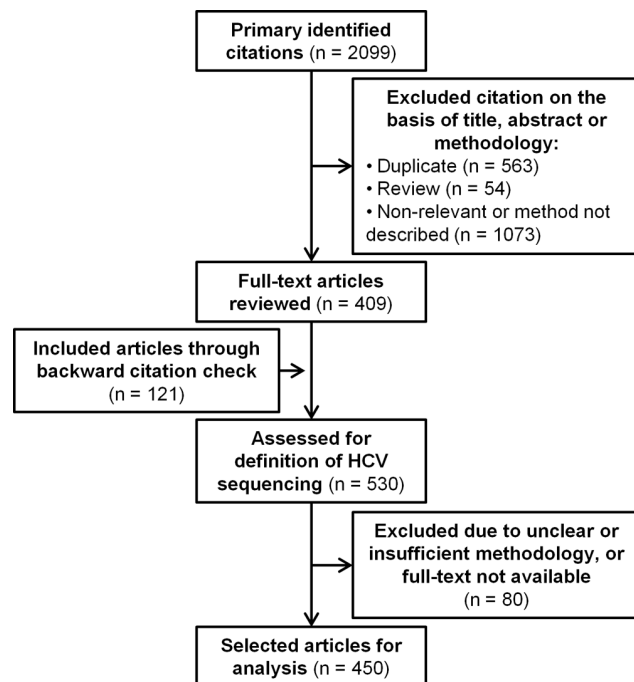 Primary identified
citations (n = 2099)
Excluded citation on the
basis of title, abstract or
methodology:
• Duplicate (n = 563)
• Review (n = 54)
• Non-relevant or method not
described (n = 1073)
Full-text articles
reviewed (n = 409)
Included articles through
backward citation check
(n = 121)
Assessed for
definition of HCV
sequencing (n = 530)
Excluded due to unclear or
insufficient methodology, or
full-text not available
(n = 80)
Selected articles for
analysis (n = 450)